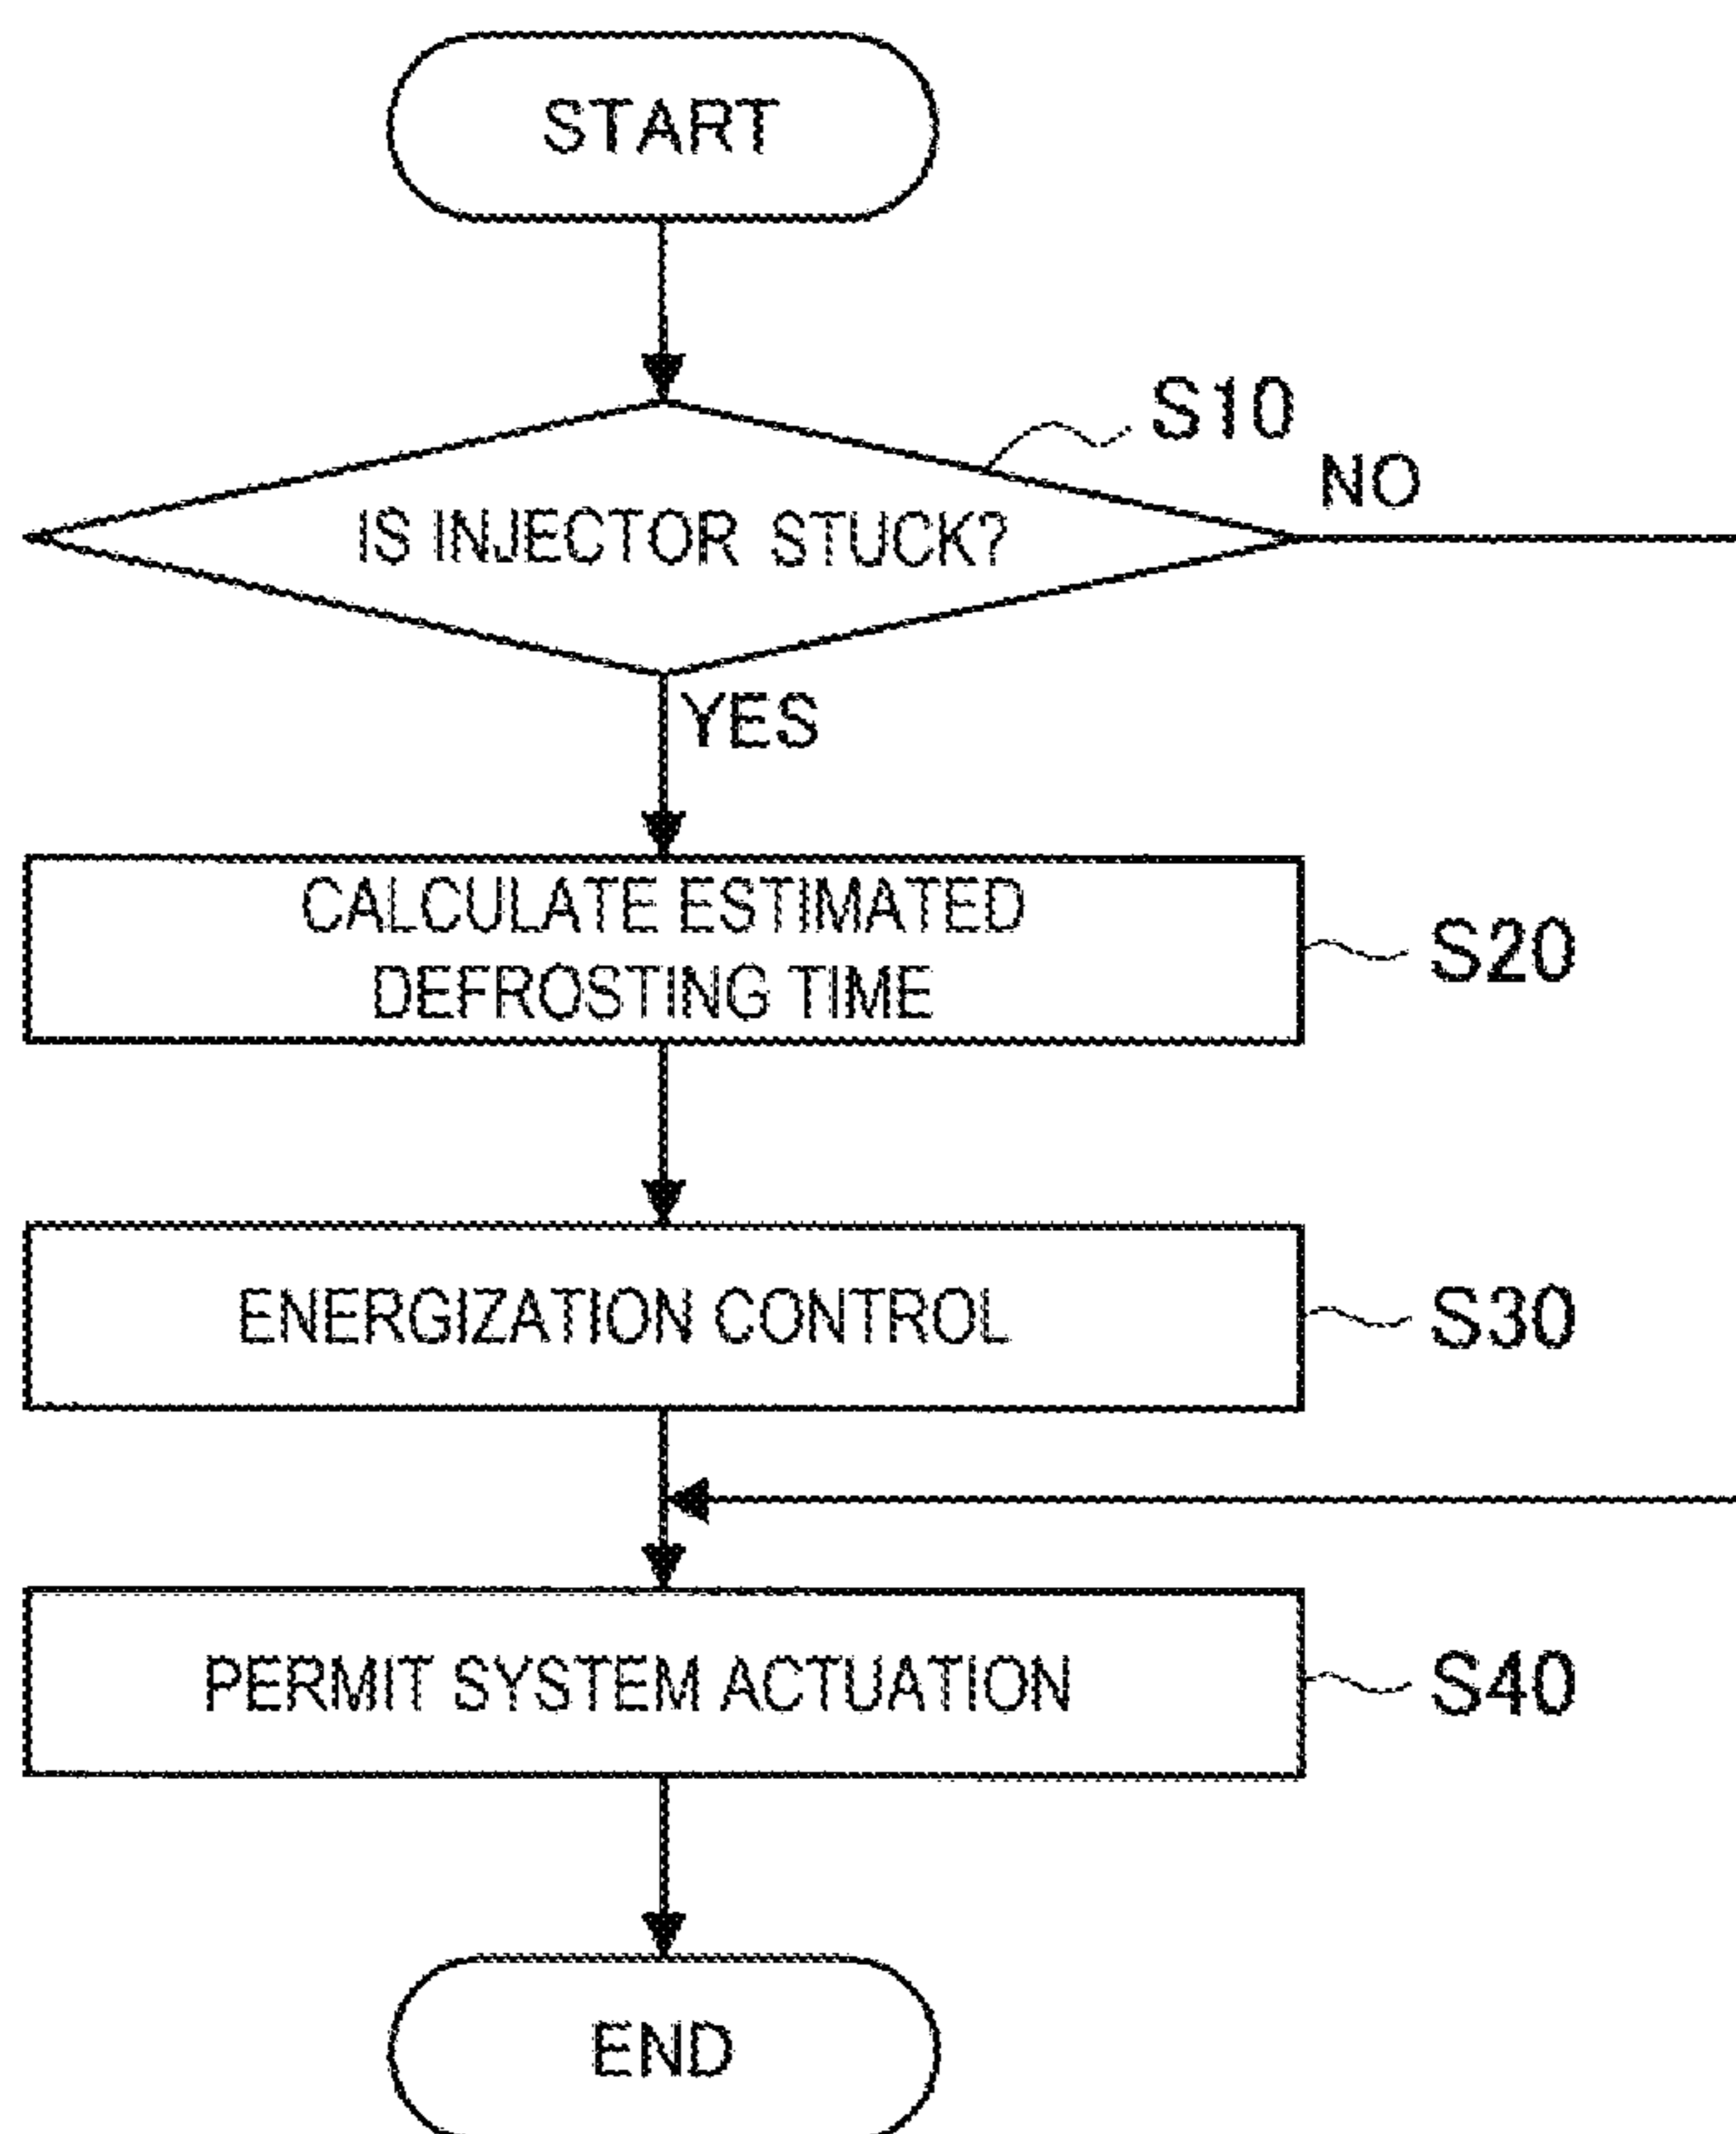 START
S10
NO
IS INJECTOR STUCK?
YES
CALCULATE ESTIMATED
DEFROSTING TIME
S20
ENERGIZATION CONTROL
S30
PERMIT SYSTEM ACTUATION
S40
END